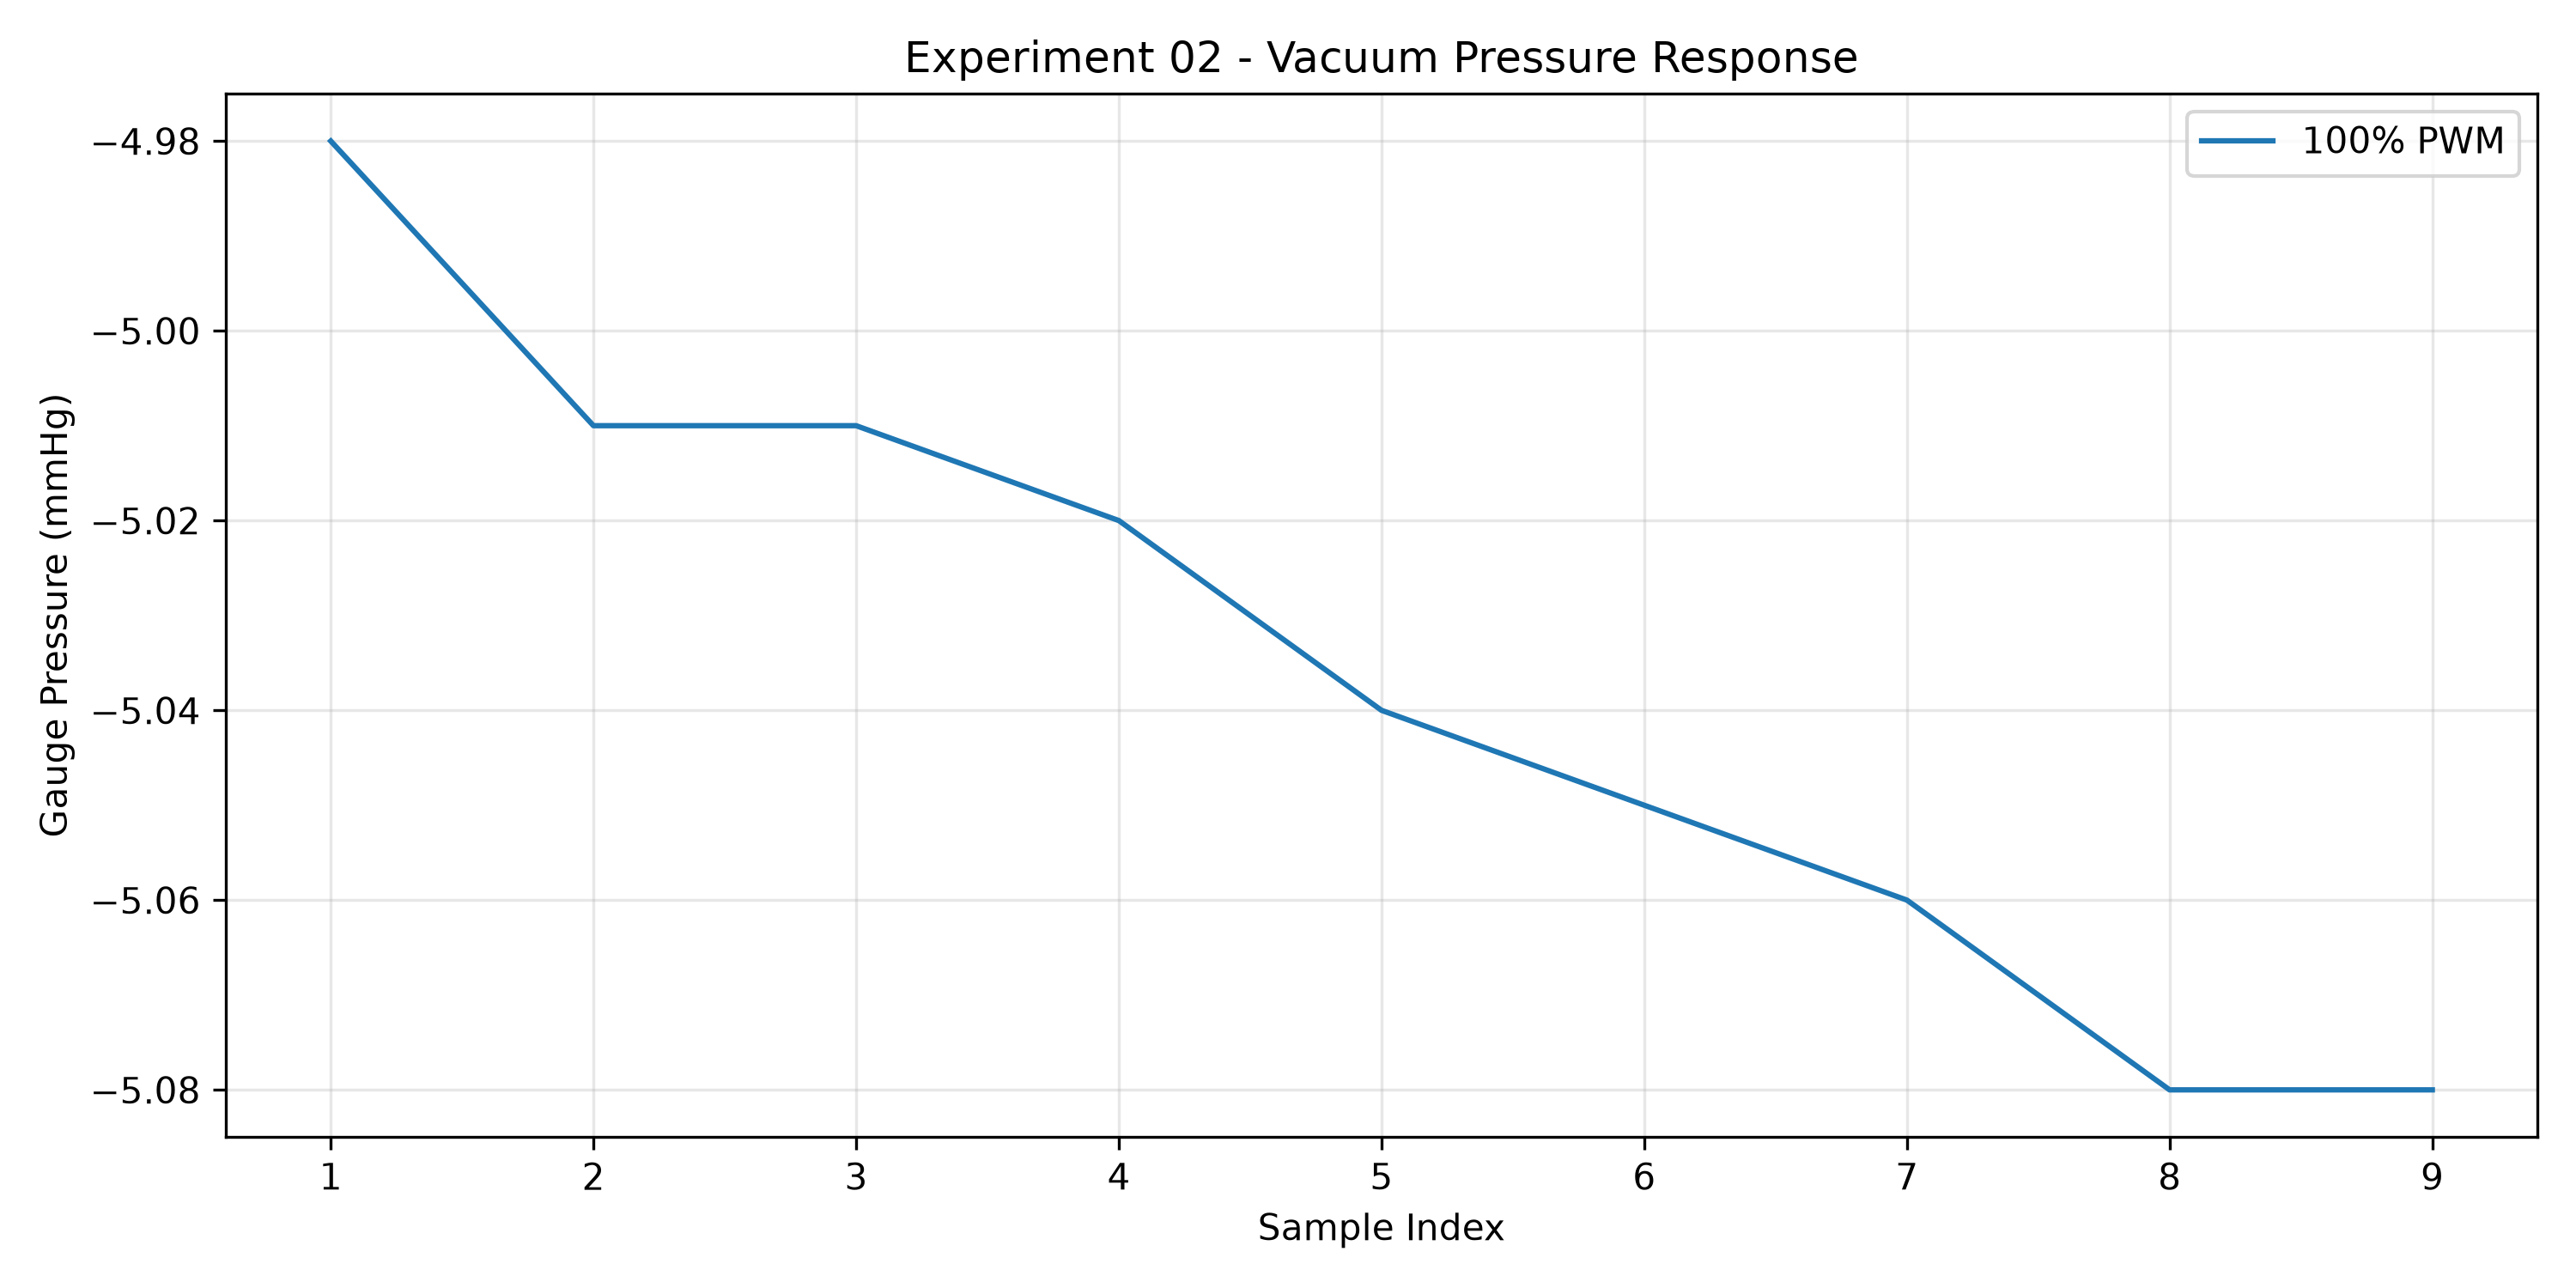 Experiment 02 - Vacuum Pressure Response
100% PWM
Gauge Pressure (mmHg)
−4.98
−5.00
−5.02
−5.04
−5.06
−5.08
1 2 3 4 5 6 7 8 9
Sample Index